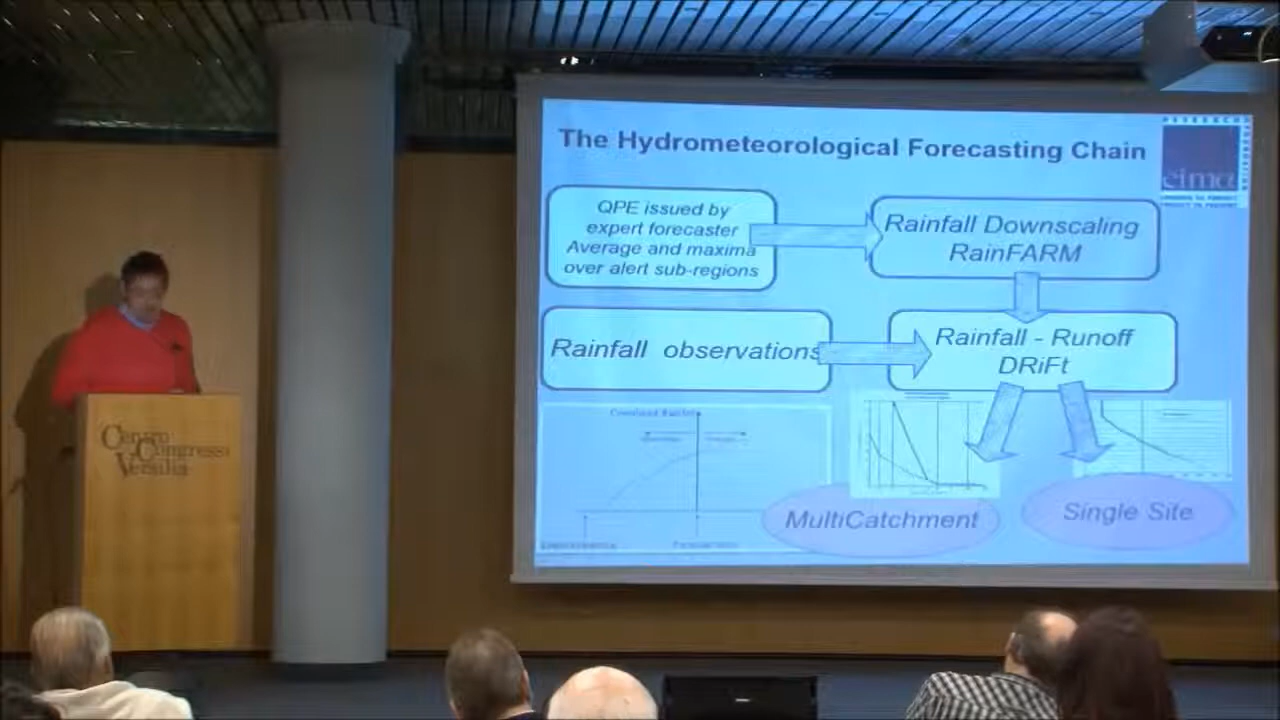 The Hydrometeorological Forecasting Chain
cima
QPE issued by
expert forecaster
Average and maxima
over alert sub-regions
Rainfall Downscaling
RainFARM
Rainfall observations
Rainfall - Runoff
DRiFt
MultiCatchment
Single Site
Centro
Congressi
Versilia